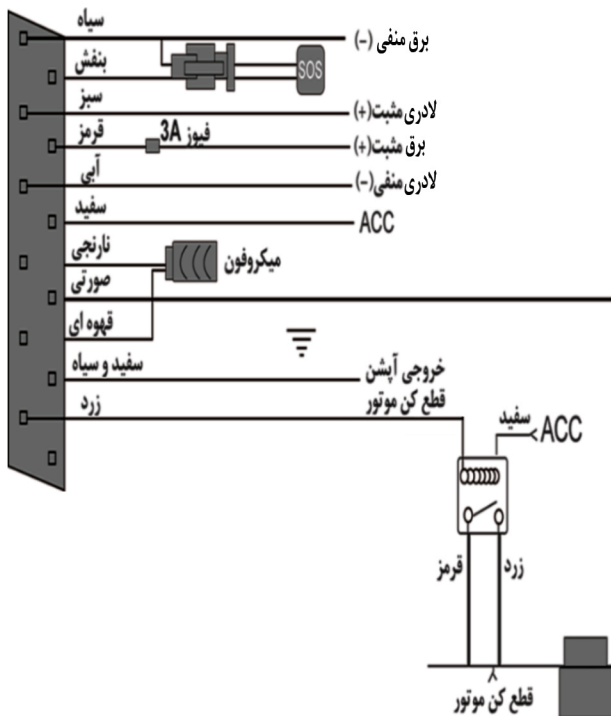 سیاه
برق منفی (-)
بنفش
SOS
سبز
لادری مثبت(+)
قرمز
فیوز 3A
برق مثبت(+)
آبی
لادری منفی(-)
سفید
ACC
نارنجی
میکروفون
صورتی
قهوه ای
سفید و سیاه
خروجی آپشن
زرد
قطع کن موتور
سفید
ACC
قرمز
زرد
قطع کن موتور